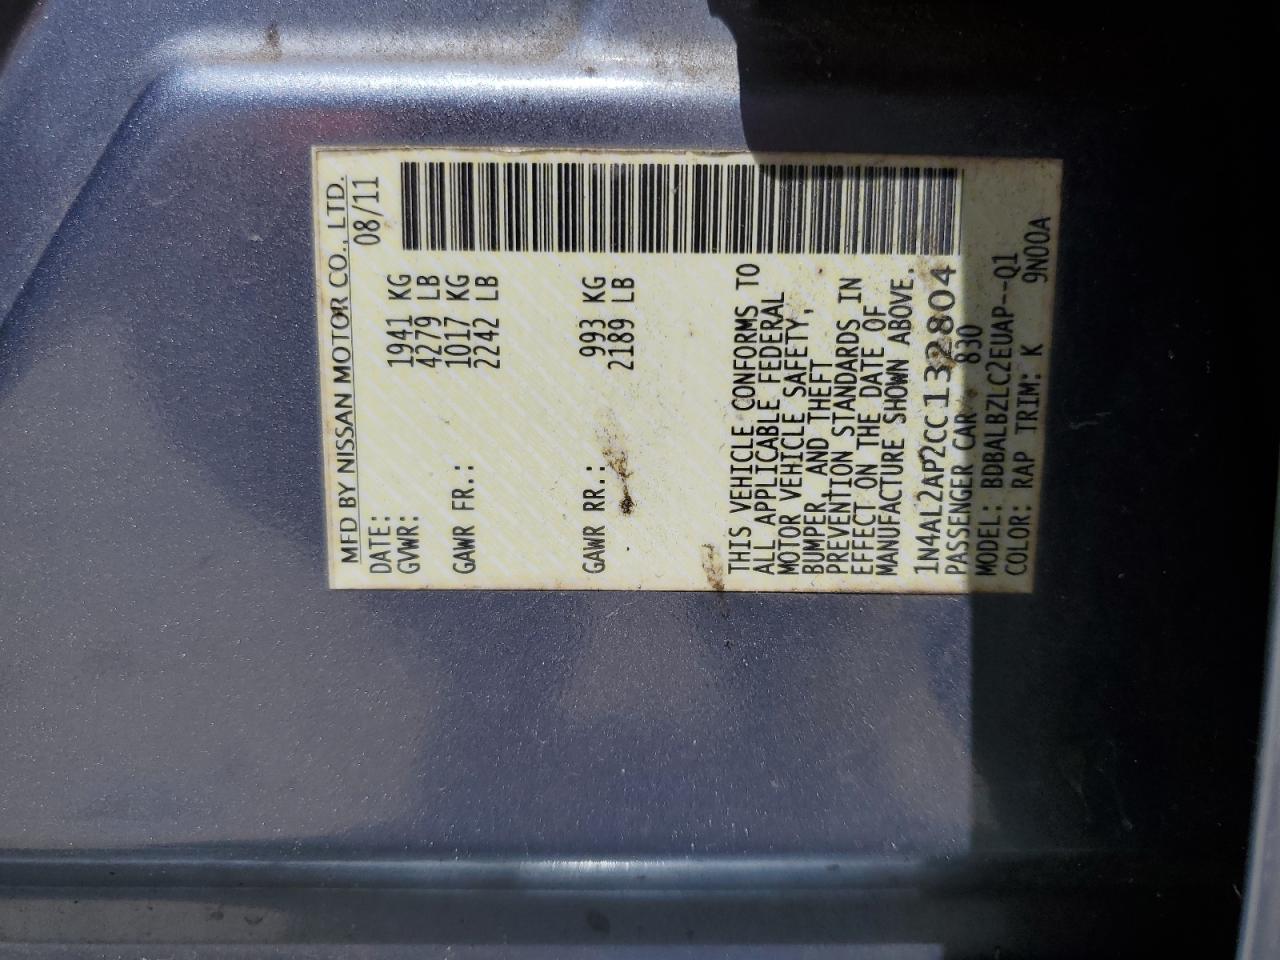 MFD BY NISSAN MOTOR CO., LTD.
DATE: 08/11
GVWR: 1941 KG
4279 LB
GAWR FR.: 1017 KG
2242 LB
GAWR RR.: 993 KG
2189 LB
THIS VEHICLE CONFORMS TO
ALL APPLICABLE FEDERAL
MOTOR VEHICLE SAFETY,
BUMPER, AND THEFT
PREVENTION STANDARDS IN
EFFECT ON THE DATE OF
MANUFACTURE SHOWN ABOVE.
1N4AL2AP2CC132804
PASSENGER CAR 830
MODEL: BDBALBZLC2EUAP--Q1
COLOR: RAP TRIM: K 9N00A